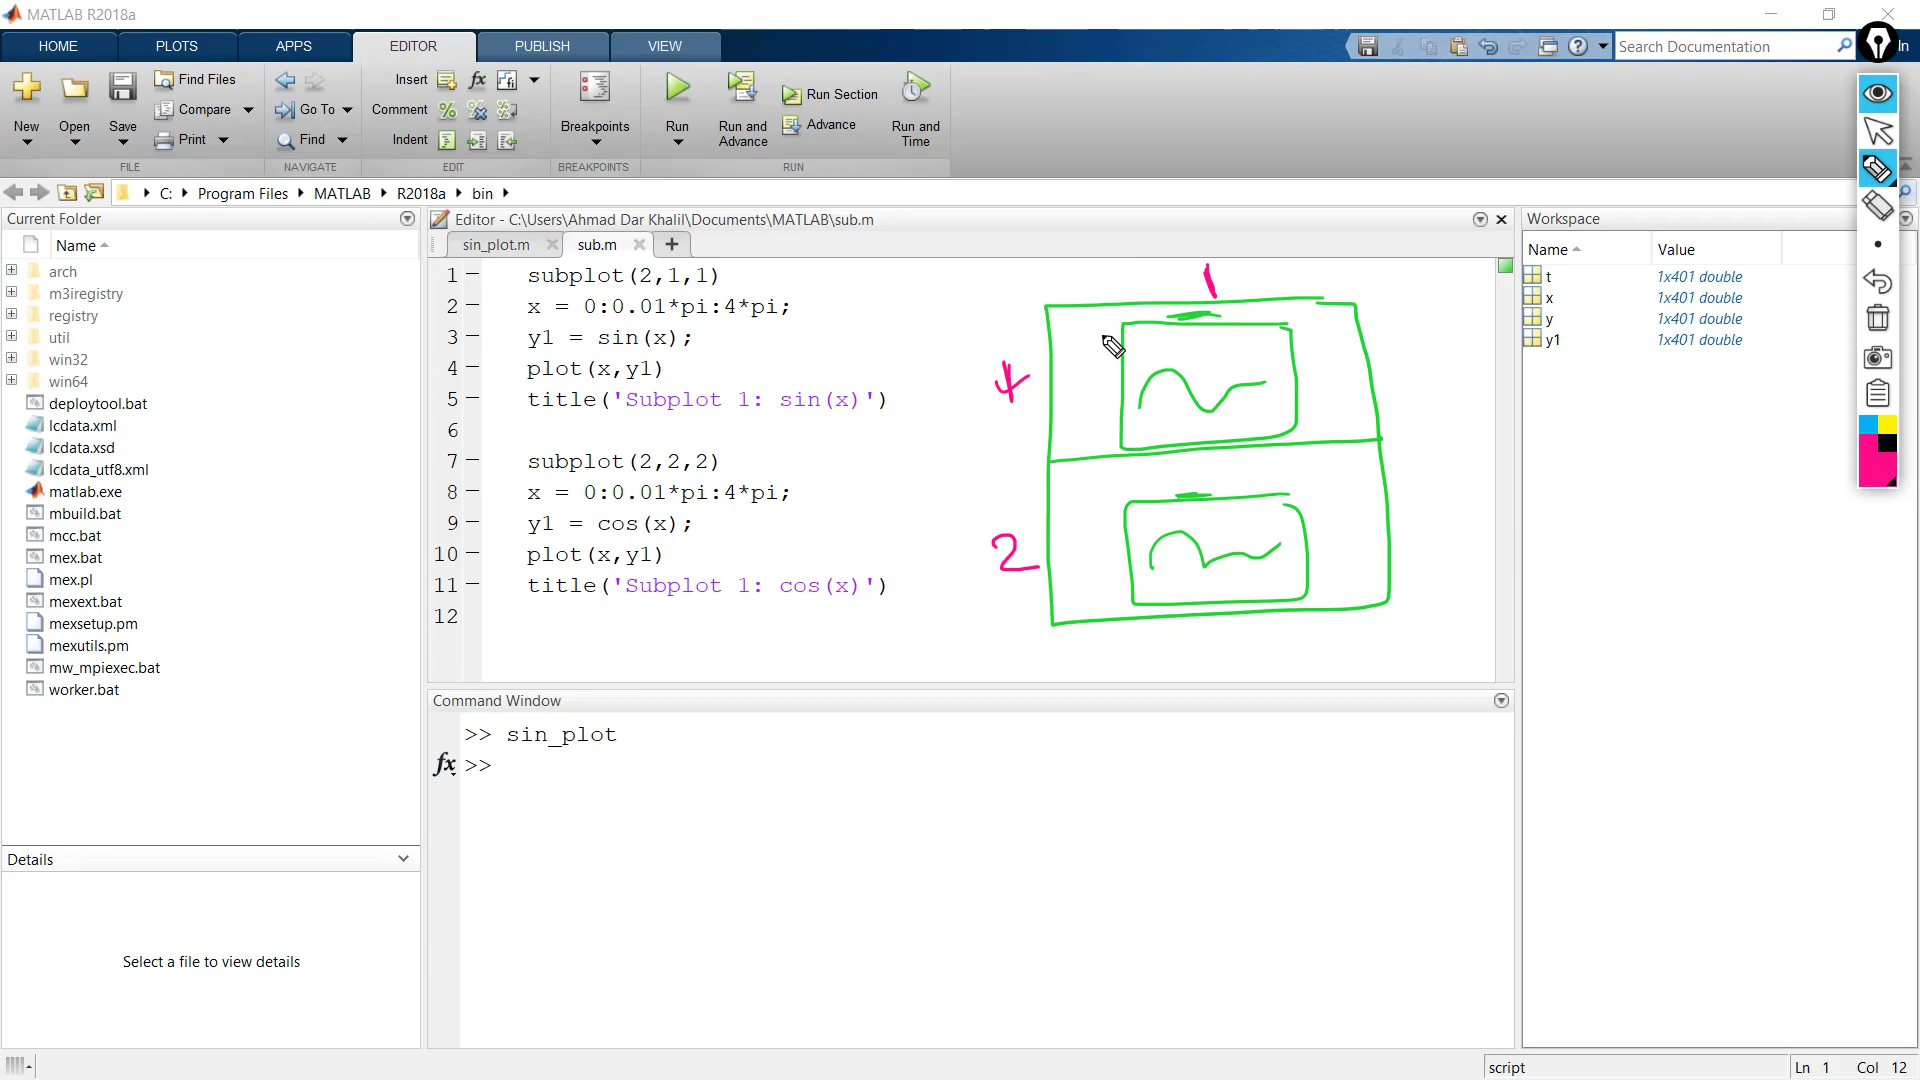 MATLAB R2018a
HOME PLOTS APPS EDITOR PUBLISH VIEW
Search Documentation
In
New Open Save Find Files Compare Print
FILE
Go To Find
NAVIGATE
Insert fx
Comment
Indent
EDIT
Breakpoints
BREAKPOINTS
Run
Run and Advance
Run Section
Advance
Run and Time
RUN
C: Program Files MATLAB R2018a bin
Current Folder
Name
arch
m3iregistry
registry
util
win32
win64
deploytool.bat
lcdata.xml
lcdata.xsd
lcdata_utf8.xml
matlab.exe
mbuild.bat
mcc.bat
mex.bat
mex.pl
mexext.bat
mexsetup.pm
mexutils.pm
mw_mpiexec.bat
worker.bat
Details
Select a file to view details
Editor - C:\Users\Ahmad Dar Khalil\Documents\MATLAB\sub.m
sin_plot.m sub.m
1 subplot(2,1,1)
2 x = 0:0.01*pi:4*pi;
3 y1 = sin(x);
4 plot(x,y1)
5 title('Subplot 1: sin(x)')
6
7 subplot(2,2,2)
8 x = 0:0.01*pi:4*pi;
9 y1 = cos(x);
10 plot(x,y1)
11 title('Subplot 1: cos(x)')
12
1
2
Command Window
>> sin_plot
fx >>
Workspace
Name Value
t 1x401 double
x 1x401 double
y 1x401 double
y1 1x401 double
script
Ln 1 Col 12